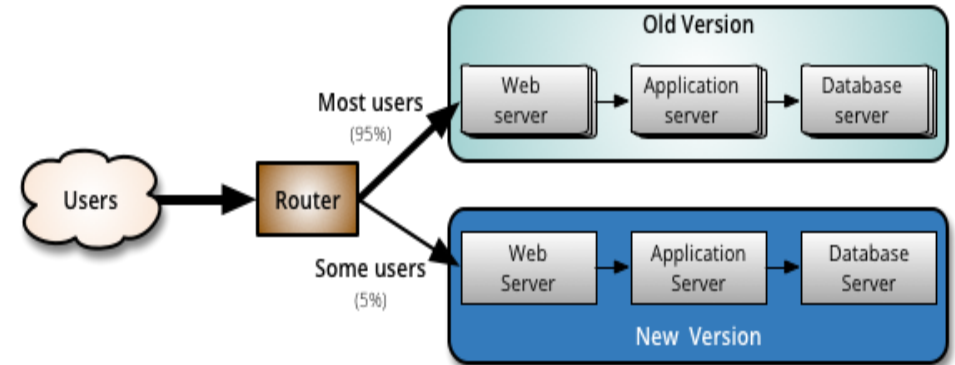 Old Version
Web
server
Application
server
Database
server
Most users
(95%)
Users
Router
Some users
(5%)
Web
Server
Application
Server
Database
Server
New Version